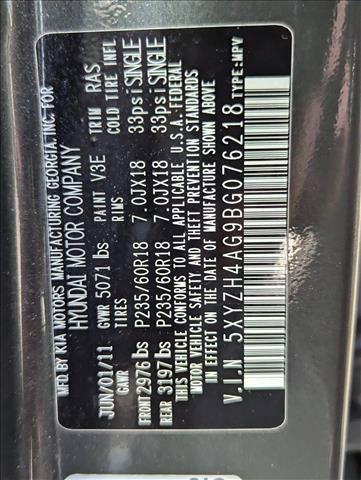 MFD BY KIA MOTORS MANUFACTURING GEORGIA, INC. FOR
HYUNDAI MOTOR COMPANY
JUN/01/11 GVWR 5071 lbs PAINT V3E TRIM RAS
GAWR TIRES RIMS COLD TIRE INFL
FRONT 2976 lbs P235/60R18 7.0JX18 33psi SINGLE
REAR 3197 lbs P235/60R18 7.0JX18 33psi SINGLE
THIS VEHICLE CONFORMS TO ALL APPLICABLE U.S.A. FEDERAL
MOTOR VEHICLE SAFETY AND THEFT PREVENTION STANDARDS
IN EFFECT ON THE DATE OF MANUFACTURE SHOWN ABOVE.
V.I.N 5XYZH4AG9BG076218 TYPE:MPV